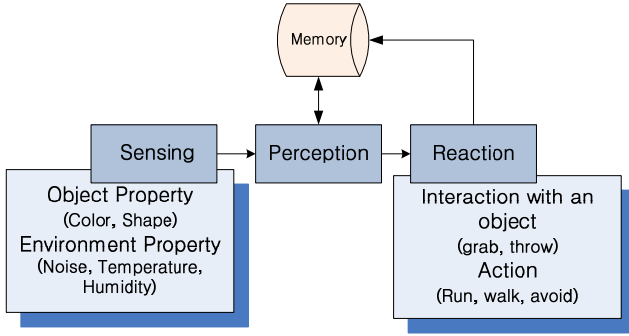 Memory
Sensing
Perception
Reaction
Object Property
(Color, Shape)
Environment Property
(Noise, Temperature,
Humidity)
Interaction with an
object
(grab, throw)
Action
(Run, walk, avoid)